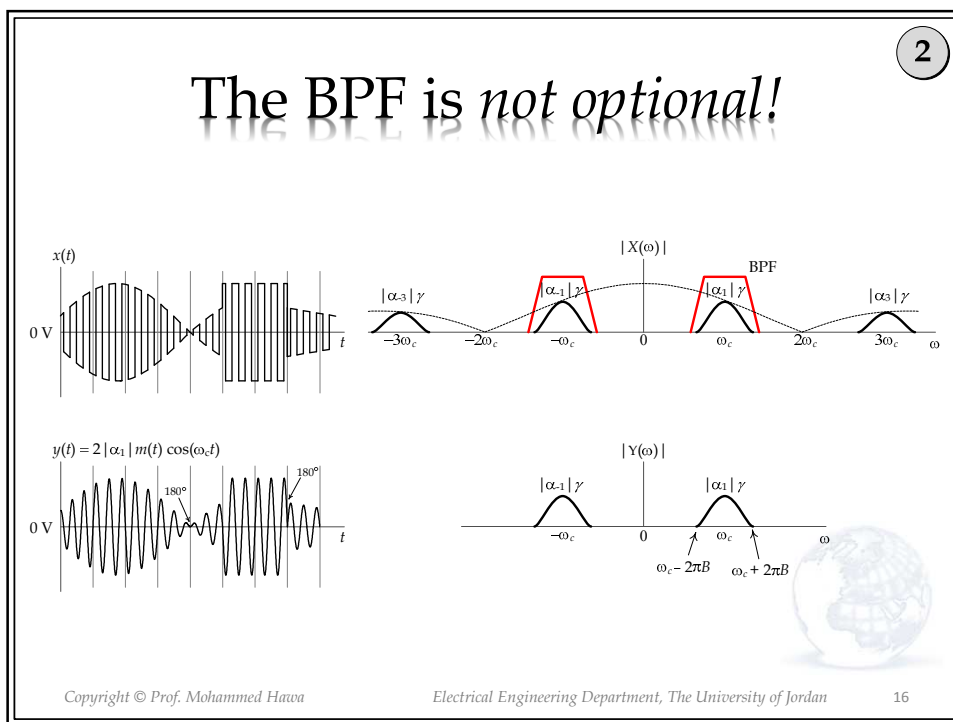 2
The BPF is not optional!
x(t)
0 V
t
|X(ω)|
BPF
|α-3| γ
|α-1| γ
|α1| γ
|α3| γ
−3ωc
−2ωc
-ωc
0
ωc
2ωc
3ωc
ω
y(t) = 2|α1| m(t) cos(ωct)
180°
180°
0 V
t
|Y(ω)|
|α-1| γ
|α1| γ
−ωc
0
ωc
ω
ωc − 2πB
ωc + 2πB
Copyright © Prof. Mohammed Hawa
Electrical Engineering Department, The University of Jordan
16